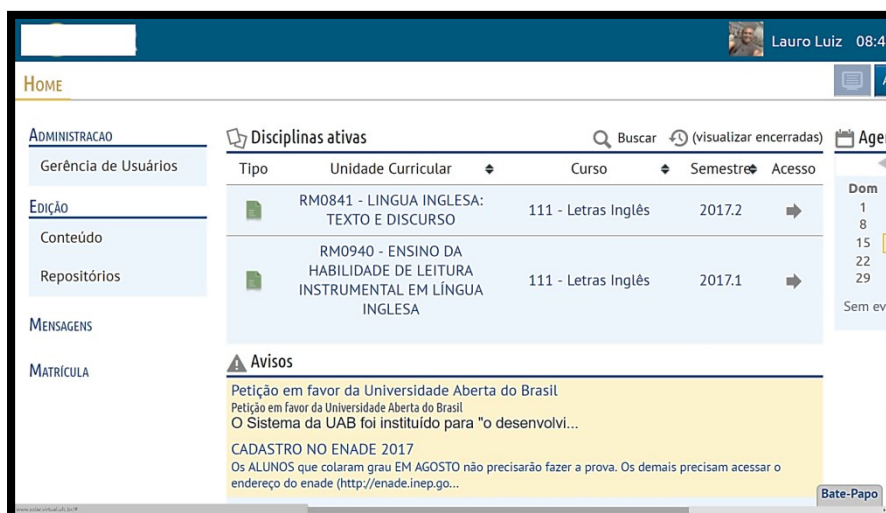 Lauro Luiz 08:4
HOME
ADMINISTRACAO
Gerência de Usuários
EDIÇÃO
Conteúdo
Repositórios
MENSAGENS
MATRÍCULA
Disciplinas ativas
Buscar (visualizar encerradas)
Tipo Unidade Curricular Curso Semestre Acesso
RM0841 - LINGUA INGLESA:
TEXTO E DISCURSO
111 - Letras Inglês 2017.2
RM0940 - ENSINO DA
HABILIDADE DE LEITURA
INSTRUMENTAL EM LÍNGUA
INGLESA
111 - Letras Inglês 2017.1
Avisos
Petição em favor da Universidade Aberta do Brasil
Petição em favor da Universidade Aberta do Brasil
O Sistema da UAB foi instituído para "o desenvolvi...
CADASTRO NO ENADE 2017
Os ALUNOS que colaram grau EM AGOSTO não precisarão fazer a prova. Os demais precisam acessar o
endereço do enade (http://enade.inep.go...
Age
Dom
1
8
15
22
29
Sem ev
Bate-Papo